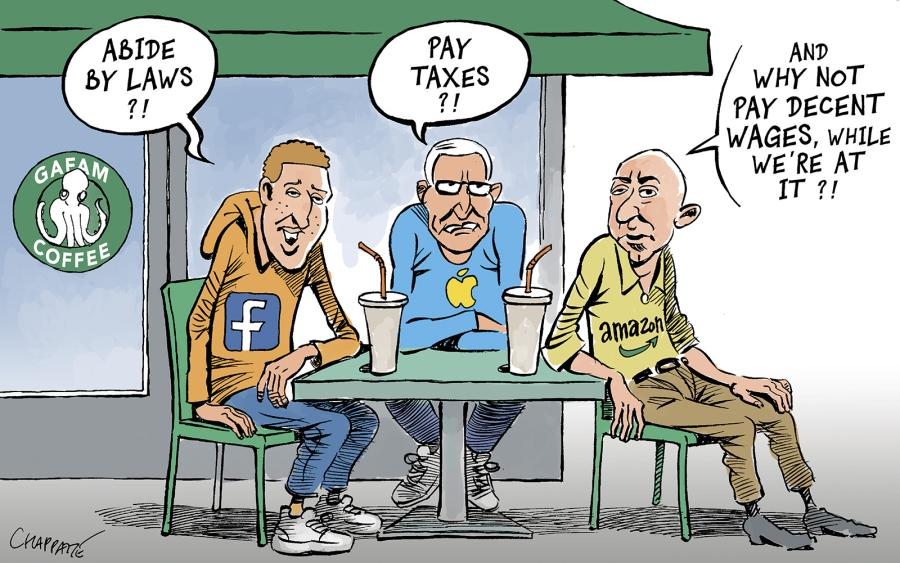 ABIDE
BY LAWS
?!
PAY
TAXES
?!
AND
WHY NOT
PAY DECENT
WAGES, WHILE
WE'RE AT
IT ?!
GAFAM
COFFEE
f
amazon
CHAPPATTE